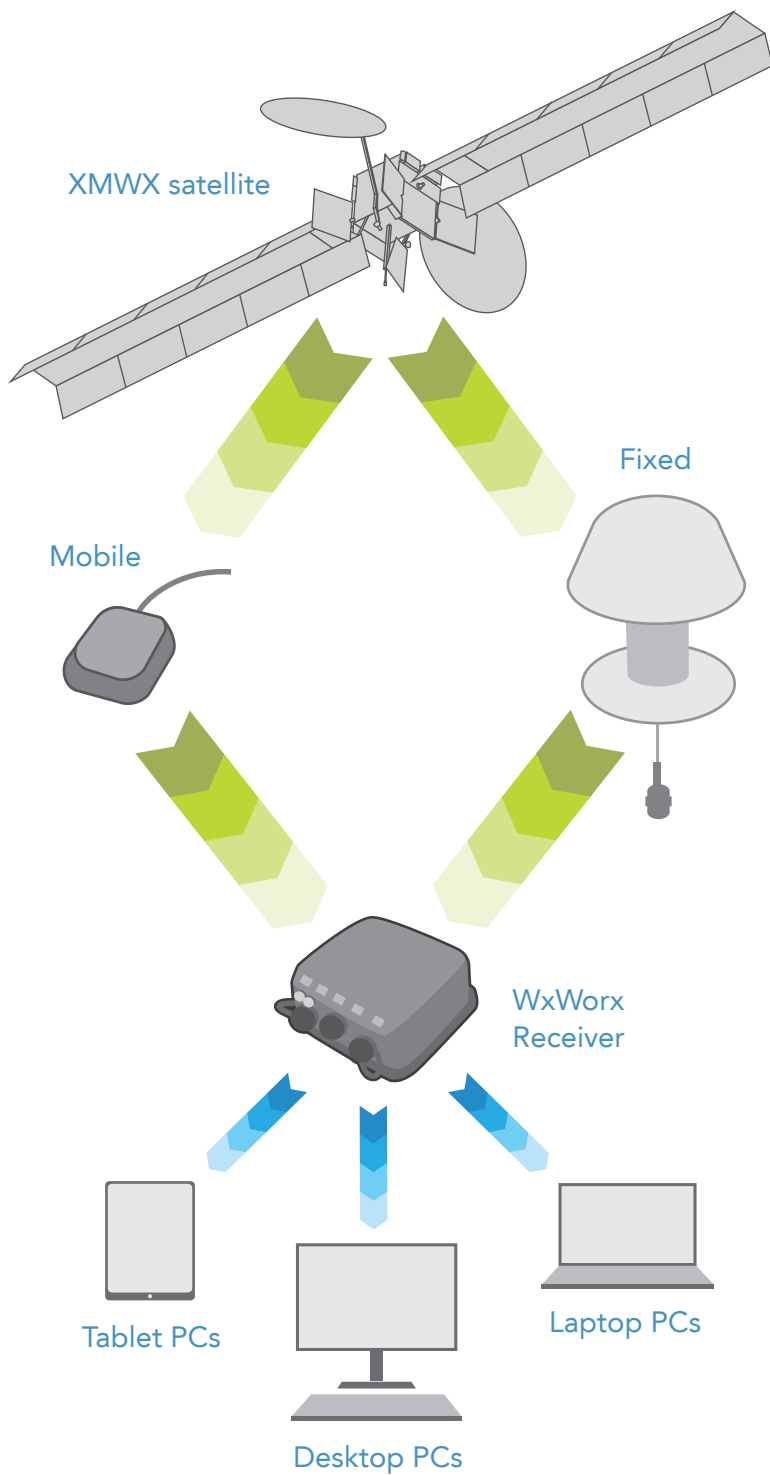 XMWX satellite
Fixed
Mobile
WxWorx
Receiver
Tablet PCs
Laptop PCs
Desktop PCs